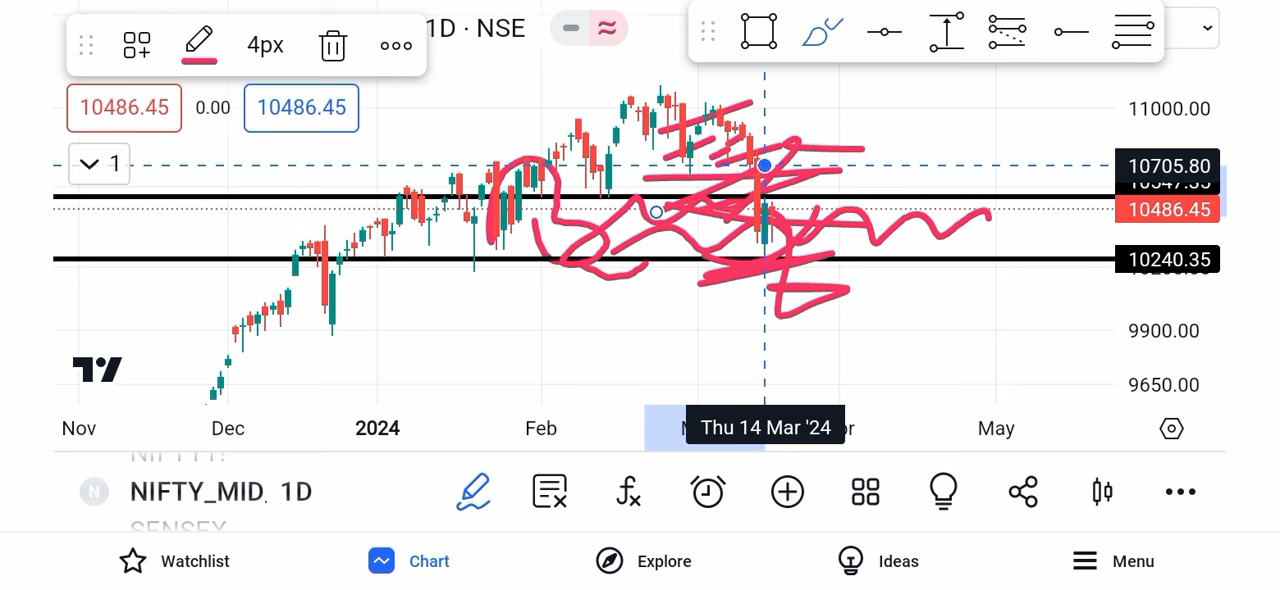 1D · NSE
4px
10486.45 0.00 10486.45
1
11000.00
10705.80
10486.45
10240.35
9900.00
9650.00
Nov Dec 2024 Feb Thu 14 Mar '24 May
NIFTY_MID 1D
Watchlist Chart Explore Ideas Menu